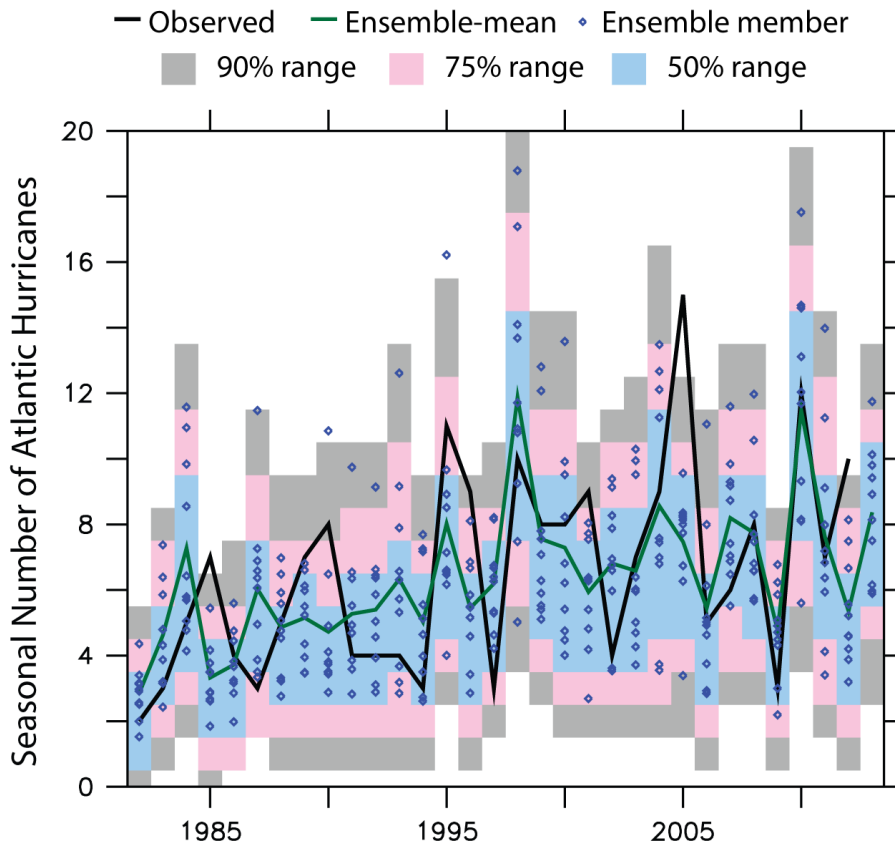 Observed Ensemble-mean Ensemble member
90% range 75% range 50% range
Seasonal Number of Atlantic Hurricanes
20
16
12
8
4
0
1985 1995 2005